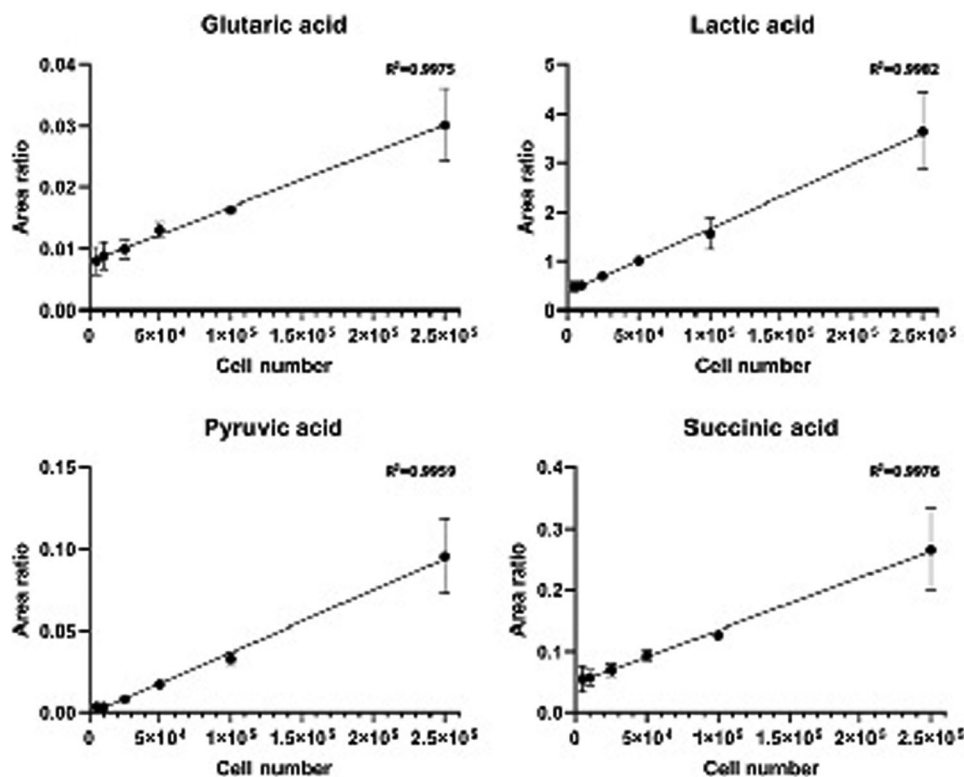 Glutaric acid
R²=0.9975
0.04
0.03
0.02
0.01
0.00
Area ratio
0 5×10⁴ 1×10⁵ 1.5×10⁵ 2×10⁵ 2.5×10⁵
Cell number
Lactic acid
R²=0.9982
5
4
3
2
1
0
Area ratio
0 5×10⁴ 1×10⁵ 1.5×10⁵ 2×10⁵ 2.5×10⁵
Cell number
Pyruvic acid
R²=0.9959
0.15
0.10
0.05
0.00
Area ratio
0 5×10⁴ 1×10⁵ 1.5×10⁵ 2×10⁵ 2.5×10⁵
Cell number
Succinic acid
R²=0.9976
0.4
0.3
0.2
0.1
0.0
Area ratio
0 5×10⁴ 1×10⁵ 1.5×10⁵ 2×10⁵ 2.5×10⁵
Cell number